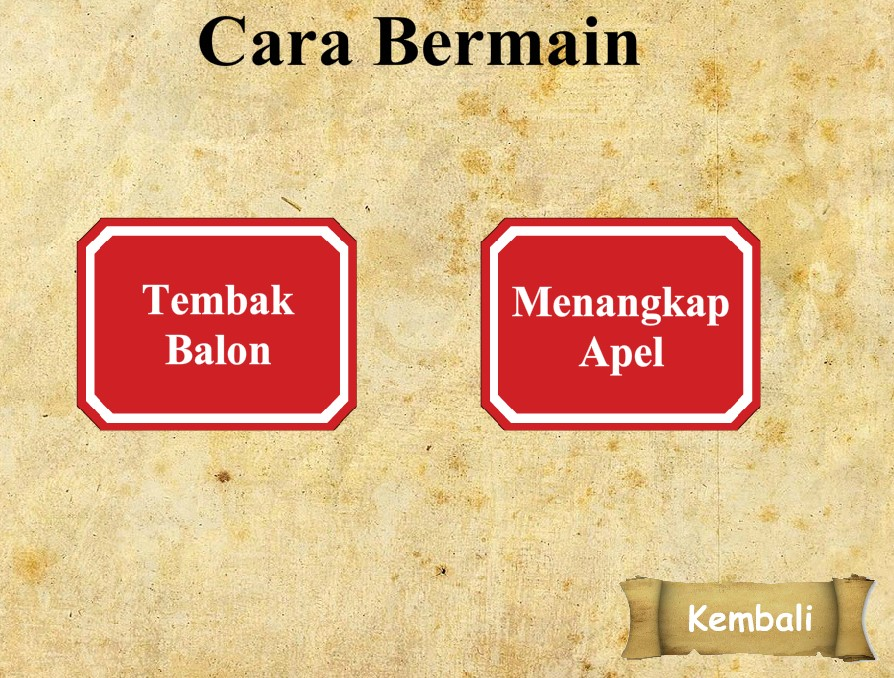 Cara Bermain
Tembak
Balon
Menangkap
Apel
Kembali